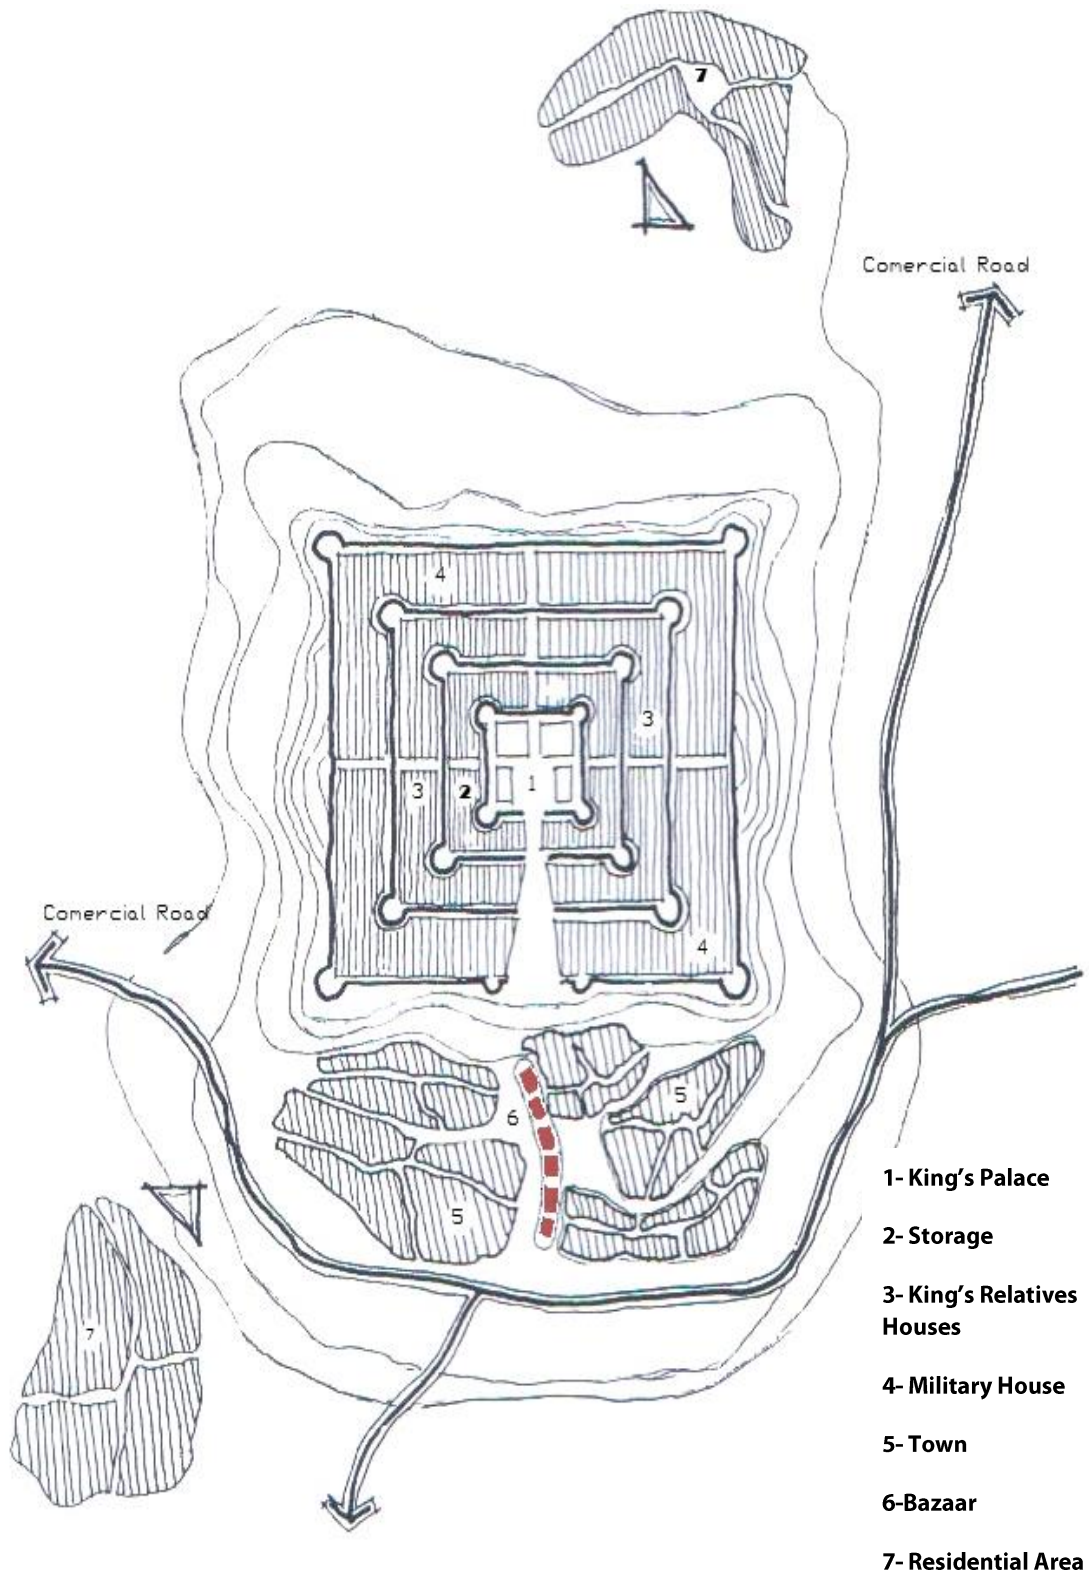 7
Comercial Road
4
3
3
2
1
Comercial Road
4
6
5
5
7
1- King's Palace
2- Storage
3- King's Relatives
Houses
4- Military House
5- Town
6-Bazaar
7- Residential Area